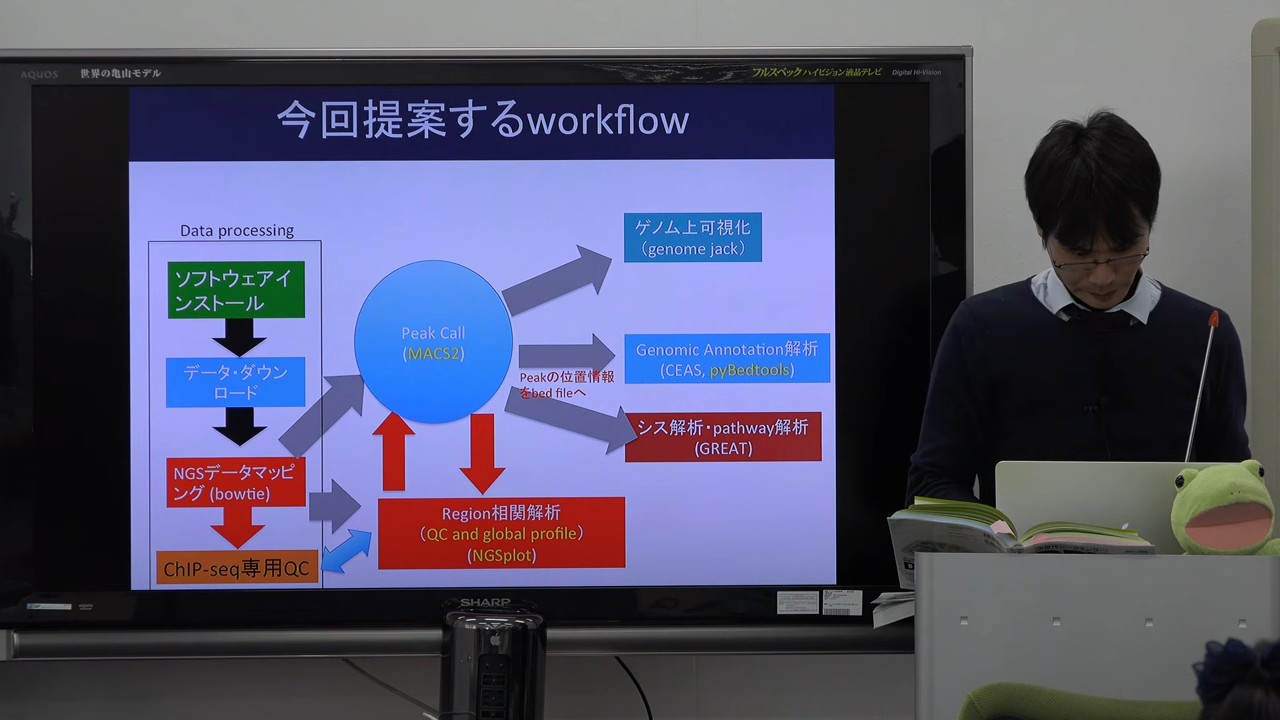 AQUOS
世界の亀山モデル
フルスペックハイビジョン液晶テレビ
Digital Hi-Vision
今回提案するworkflow
Data processing
ソフトウェアイ
ンストール
データ・ダウン
ロード
NGSデータマッピ
ング (bowtie)
ChIP-seq専用QC
Peak Call
(MACS2)
Region相関解析
(QC and global profile)
(NGSplot)
ゲノム上可視化
(genome jack)
Genomic Annotation解析
(CEAS, pyBedtools)
Peakの位置情報
をbed fileへ
シス解析・pathway解析
(GREAT)
SHARP